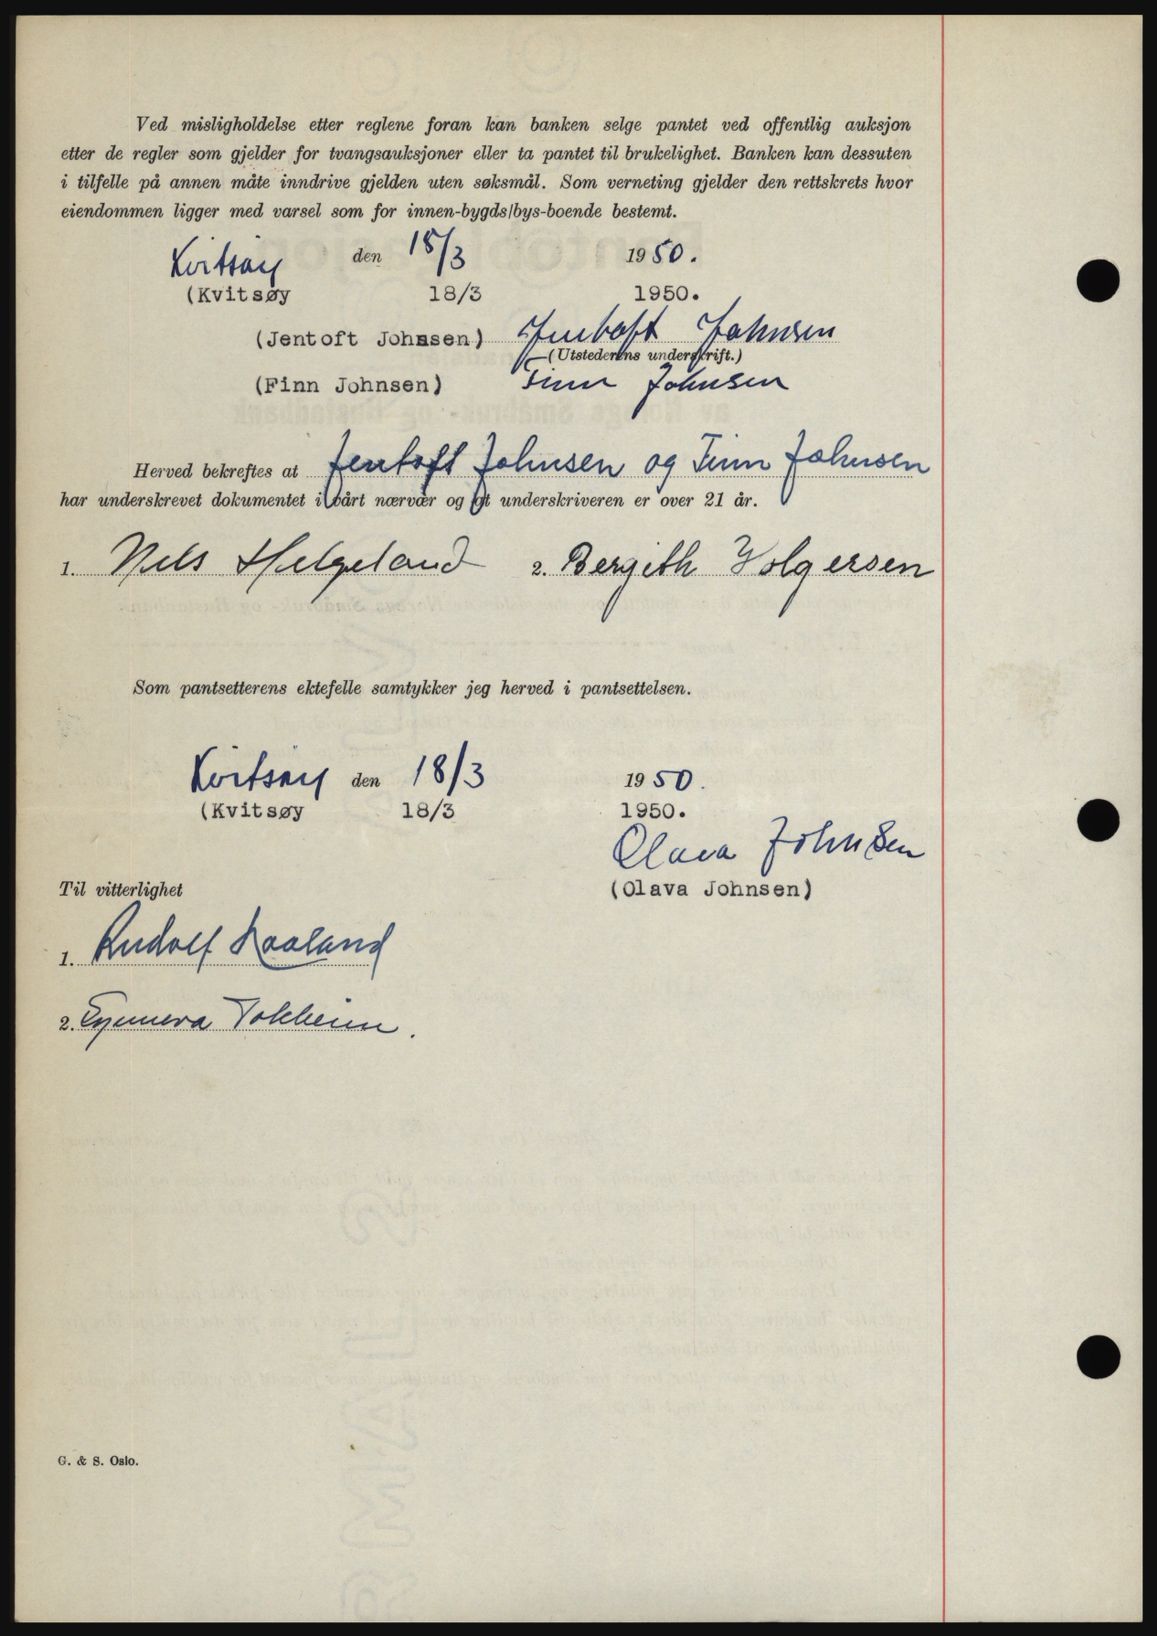 Ved misligholdelse etter reglene foran kan banken selge pantet ved offentlig auksjon
etter de regler som gjelder for tvangsauksjoner eller ta pantet til brukelighet. Banken kan dessuten
i tilfelle på annen måte inndrive gjelden uten søksmål. Som verneting gjelder den rettskrets hvor
eiendommen ligger med varsel som for innen-bygds/bys-boende bestemt.
Kvitsøy den 18/3 1950.
(Kvitsøy 18/3 1950.
(Jentoft Johnsen) Jentoft Johnsen
(Utstederens underskrift.)
(Finn Johnsen) Finn Johnsen
Herved bekreftes at Jentoft Johnsen og Finn Johnsen
har underskrevet dokumentet i vårt nærvær og at underskriveren er over 21 år.
1. Nils Helgeland 2. Bergith Holgersen
Som pantsetterens ektefelle samtykker jeg herved i pantsettelsen.
Kvitsøy den 18/3 1950.
(Kvitsøy 18/3 1950.
Olava Johnsen
Til vitterlighet (Olava Johnsen)
1. Rudolf
2. Tokheim.
G. & S. Oslo.